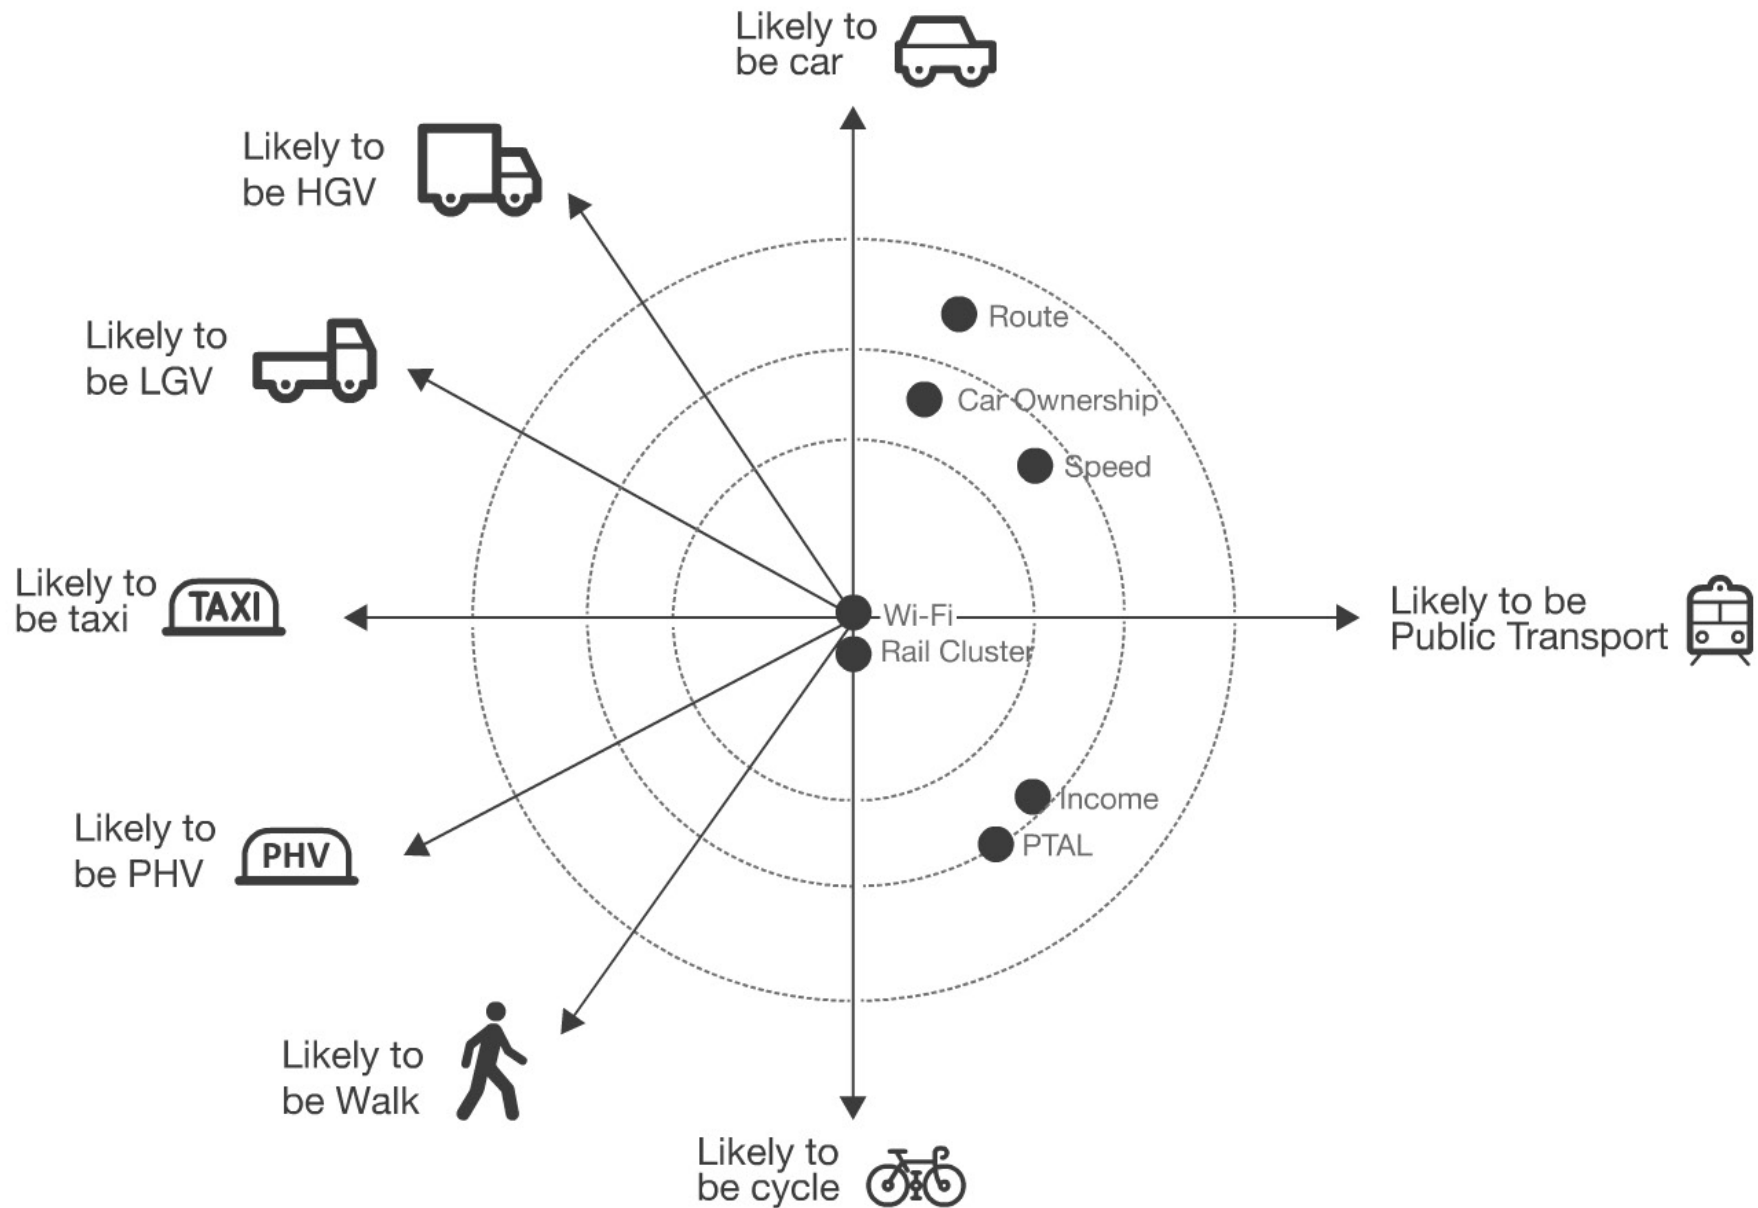 Likely to
be car
Likely to
be HGV
Route
Likely to
be LGV
Car Ownership
Speed
Likely to
be taxi
TAXI
Wi-Fi
Rail Cluster
Likely to be
Public Transport
Likely to
be PHV
PHV
Income
PTAL
Likely to
be Walk
Likely to
be cycle